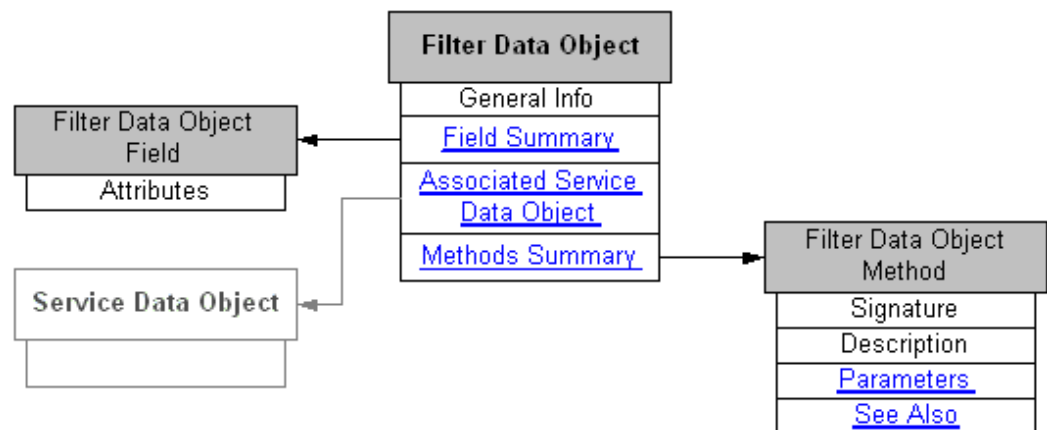 Filter Data Object
General Info
Field Summary
Associated Service
Data Object
Methods Summary
Filter Data Object
Field
Attributes
Service Data Object
Filter Data Object
Method
Signature
Description
Parameters
See Also